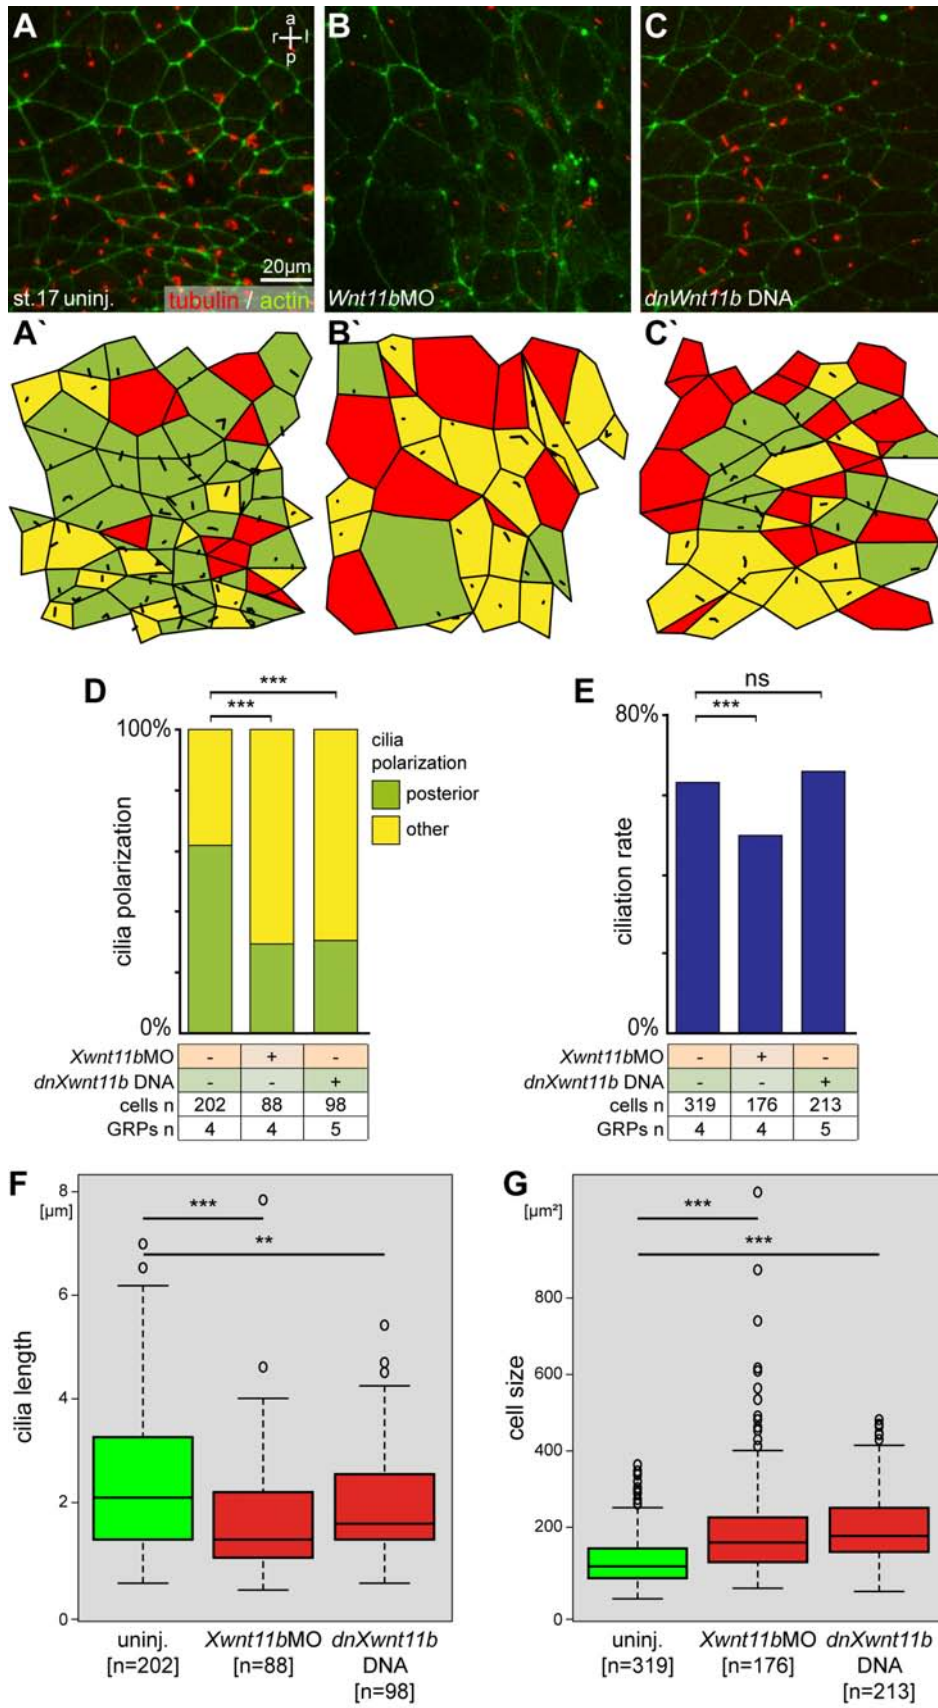 A
a
r l
p
st.17 uninj.
tubulin / actin
20µm
B
Wnt11bMO
C
dnWnt11b DNA
A`
B`
C`
D
***
***
100%
0%
cilia polarization
cilia
polarization
posterior
other
Xwnt11bMO - + -
dnXwnt11b DNA - - +
cells n 202 88 98
GRPs n 4 4 5
E
ns
***
80%
0%
ciliation rate
Xwnt11bMO - + -
dnXwnt11b DNA - - +
cells n 319 176 213
GRPs n 4 4 5
F
8
[µm]
6
4
2
0
cilia length
***
**
uninj.
[n=202]
Xwnt11bMO
[n=88]
dnXwnt11b
DNA
[n=98]
G
[µm²]
800
600
400
200
0
cell size
***
***
uninj.
[n=319]
Xwnt11bMO
[n=176]
dnXwnt11b
DNA
[n=213]